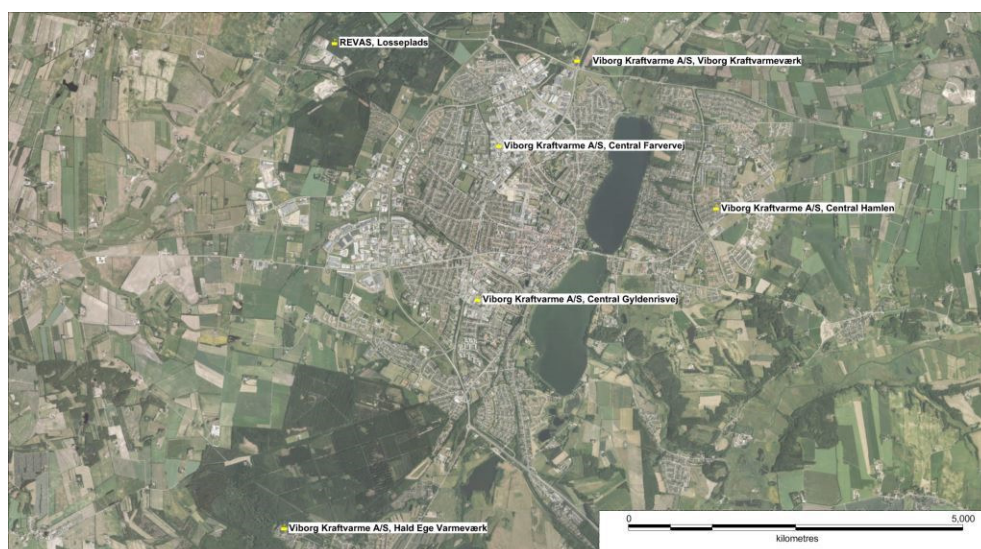 REVAS, Losseplads
Viborg Kraftvarme A/S, Viborg Kraftvarmeværk
Viborg Kraftvarme A/S, Central Farvervej
Viborg Kraftvarme A/S, Central Hamlen
Viborg Kraftvarme A/S, Central Gyldenrisvej
Viborg Kraftvarme A/S, Hald Ege Varmeværk
0 5,000
kilometres